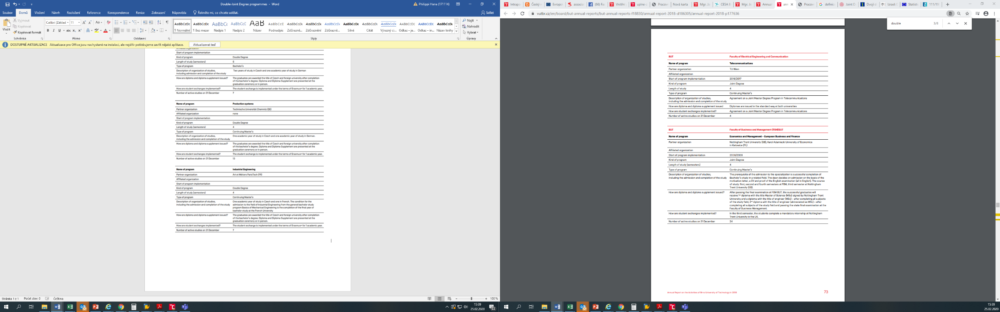 Double-Joint Degree programmes - Word
Philippi Hana (171114)
Soubor Domů Vložení Návrh Rozložení Reference Korespondence Revize Zobrazení Nápověda Řekněte mi, co chcete udělat. Sdílet
Vložit
Vyjmout
Kopírovat
Kopírovat formát
Schránka
Calibri (Základ 11
Písmo
Odstavec
AaBbCcDc AaBbCcDc AaBbCc AaBbCcC AaB AaBbCcC AaBbCcDc AaBbCcDc AaBbCcDc AaBbCcDc AaBbCcDc AaBbCcDc AaBbCcDc AaBbCcDc AaBbCcDc
¶ Normální ¶ Bez mezer Nadpis 1 Nadpis 2 Název Podnadpis Zdůrazně... Zdůraznění Zdůrazně... Silné Citát Výrazný ci... Odkaz – je... Odkaz – in... Název knihy
Styly
Najít
Nahradit
Vybrat
Úpravy
DOSTUPNÉ AKTUALIZACE Aktualizace pro Office jsou nachystané na instalaci, ale nejdřív potřebujeme zavřít nějaké aplikace. Aktualizovat teď
Start of program implementation
Kind of program Double Degree
Length of study (semesters) 6
Type of program Bachelor's
Description of organization of studies, Two years of study in Czech and one academic year of study in German
including admission and completion of the study
How are diploma and diploma supplement issued? The graduates are awarded the title of Czech and foreign university after completion
of the bachelor's degree. Diploma and Diploma Supplement are presented at the
graduation ceremony or in person.
How are student exchanges implemented? The student exchange is implemented under the terms of Erasmus+ for 1 academic year.
Number of active studies on 31 December 7
Name of program Production systems
Partner organization Technische Universität Chemnitz (DE)
Affiliated organization none
Start of program implementation
Kind of program Double Degree
Length of study (semesters) 4
Type of program Continuing Master's
Description of organization of studies, One academic year of study in Czech and one academic year of study in German.
including the admission and completion of the study
How are diploma and diploma supplement issued? The graduates are awarded the title of Czech and foreign university after completion
of the bachelor's degree. Diploma and Diploma Supplement are presented at the
graduation ceremony or in person.
How are student exchanges implemented? The student exchange is implemented under the terms of Erasmus+ for 1 academic year.
Number of active studies on 31 December 13
Name of program Industrial Engineering
Partner organization Art et Métiers ParisTech (FR)
Affiliated organization
Start of program implementation
Kind of program Double Degree
Length of study (semesters) 4
Type of program Continuing Master's
Description of organization of studies, One academic year of study in Czech and one in French. The condition for the
including the admission and completion of the study admission to the field of Industrial Engineering from the general bachelor study
program Basics of Mechanical Engineering is the completion of the final year of
bachelor study at the French University
How are diploma and diploma supplement issued? The graduates are awarded the title of Czech and foreign university after completion
of the bachelor's degree. Diploma and Diploma Supplement are presented at the
graduation ceremony or in person.
How are student exchanges implemented? The student exchange is implemented under the terms of Erasmus+ for 1 academic year.
Number of active studies on 31 December 7
Stránka 1 z 1 Počet slov: 0 Čeština
100 %
15:39
25.02.2020
22
Intrapo Český r Evropsk associa (66) Fac Vnitřní uplne-z Pracov Nová karta Mgr. Ja CESA B Mgr. Jo Annual ann Pracov definic Joint D Dvojí d Izraeli Statisti 111/19
vutbr.cz/en/board/but-annual-reports/but-annual-reports-f18830/annual-report-2018-d186305/annual-report-2018-p177636
double 3/8
BUT Faculty of Electrical Engineering and Communication
Name of program Telecommunications
Partner organization TU Wien
Affiliated organization
Start of program implementation 2016/2017
Kind of program Joint Degree
Length of study 4
Type of program Continuing Master's
Description of organization of studies, Agreement on a Joint Master Degree Program in Telecommunications
including the admission and completion of the study
How are diploma and diploma supplement issued Diplomas are issued in the standard way at both universities
How are student exchanges implemented? Agreement on a Joint Master Degree Program in Telecommunications
Number of active studies on 31 December 4
BUT Faculty of Business and Management (FBM)BUT
Name of program Economics and Management – European Business and Finance
Partner organization Nottingham Trent University (GB), Karol Adamiecki University of Economics
in Katowice (PL)
Affiliated organization
Start of program implementation 2008/2009
Kind of program Joint Degree
Length of study (semesters) 4
Type of program Continuing Master's
Description of organization of studies, The prerequisite of the admission to the specialization is successful completion of
including the admission and completion of the study Bachelor's study in a related field. The dean decides on admission on the basis of the
motivation letter, a CV and proof of the English examination (all in English). The course
of study: first, second and fourth semesters at FBM, third semester at Nottingham
Trent University (GB).
How are diploma and diploma supplement issued? After passing the final examination at FBM BUT, the successful graduates will
receive 1st diploma with the title Master of Science (MSc) signed by Nottingham Trent
University and a diploma with the title of engineer (MSc) – after completing all subjects
of the study field, 2nd diploma with the title of engineer (abbreviated as MSc) – after
completing all subjects of the study field and passing the state final examination at the
Faculty of Business Management.
How are student exchanges implemented? In the third semester, the students complete a mandatory internship at Nottingham
Trent University in the UK.
Number of active studies on 31 December 24
Annual Report on the Activities of Brno University of Technology in 2018 73
15:39
25.02.2020